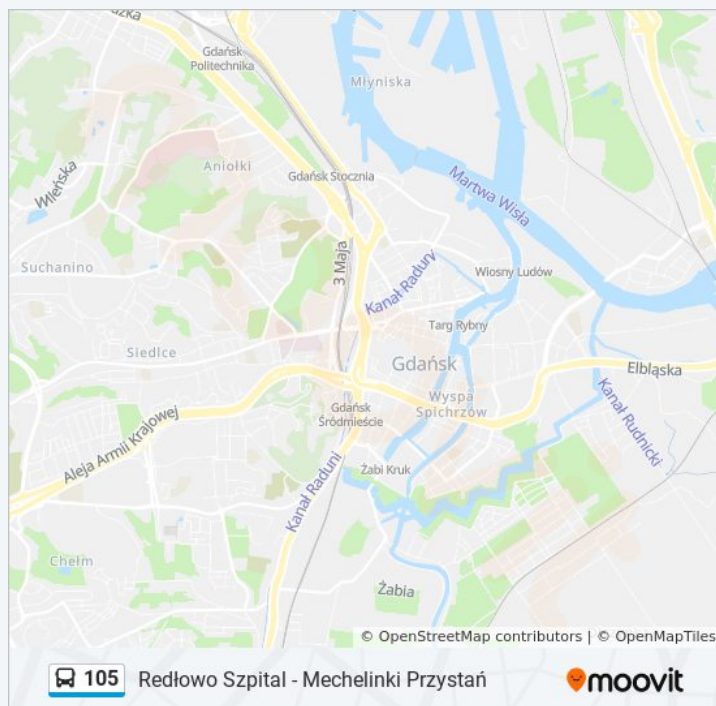 Gdańsk
Politechnika
Młyniska
Aniołki
Gdańsk Stocznia
Wileńska
Martwa Wisła
Suchanino
3 Maja
Kanał Raduny
Wiosny Ludów
Targ Rybny
Siedlce
Gdańsk
Elbląska
Wyspa
Spichrzów
Gdańsk
Śródmieście
Kanał Rudnicki
Aleja Armii Krajowej
Żabi Kruk
Kanał Raduni
Chełm
Żabia
© OpenStreetMap contributors | © OpenMapTiles
105 Redłowo Szpital - Mechelinki Przystań
moovit